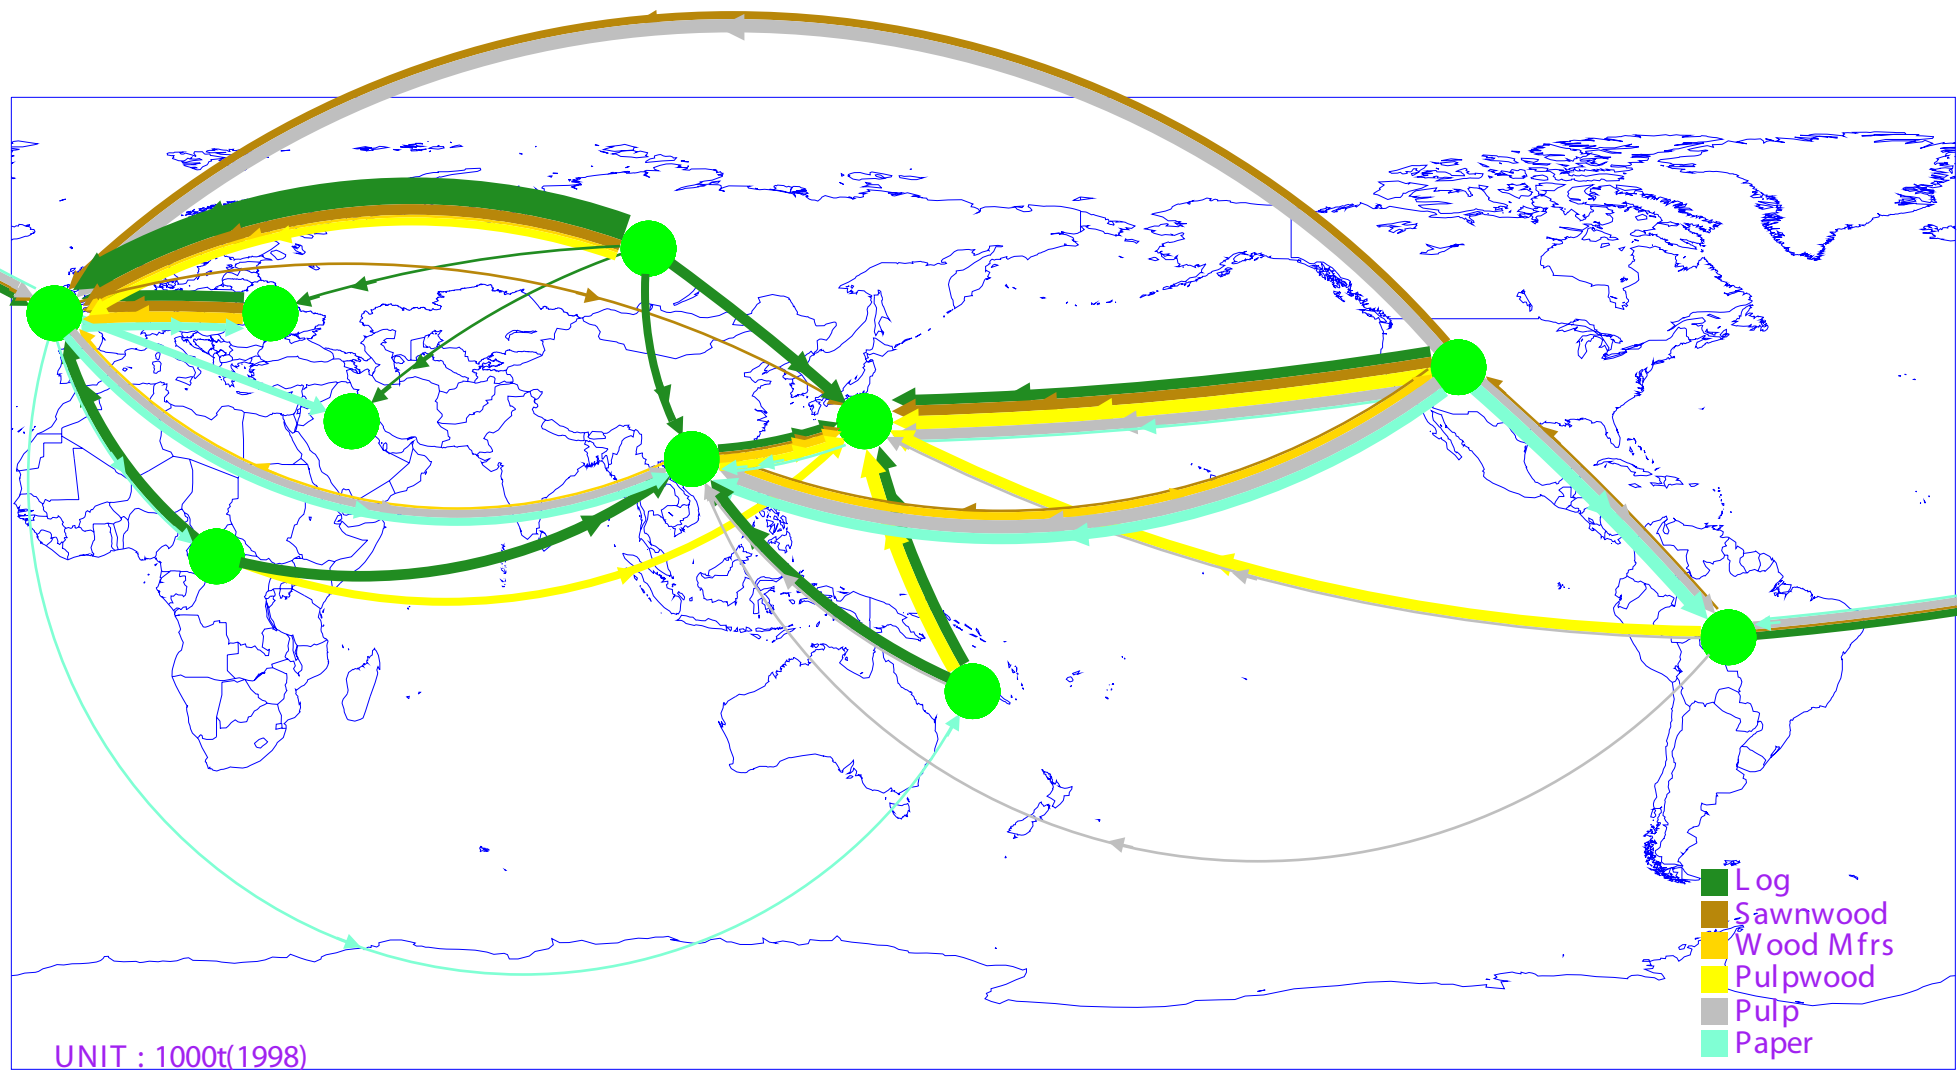 Log
Sawnwood
Wood Mfrs
Pulpwood
Pulp
Paper
UNIT : 1000t(1998)